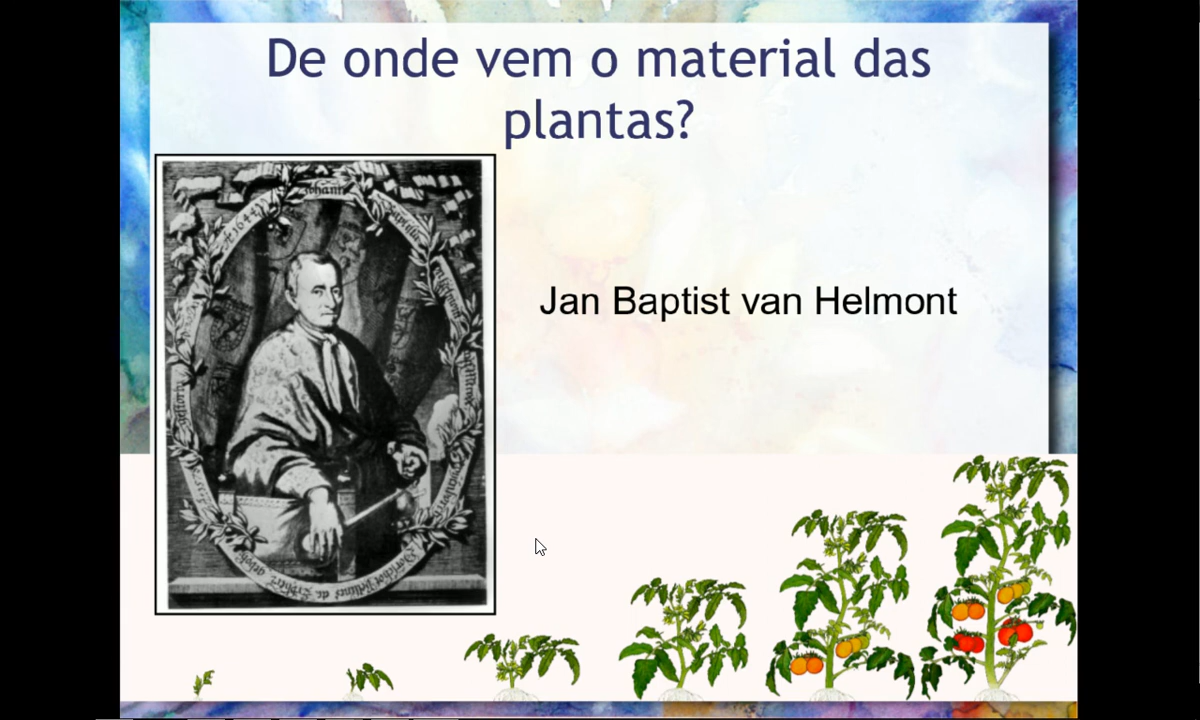 De onde vem o material das
plantas?
Jan Baptist van Helmont